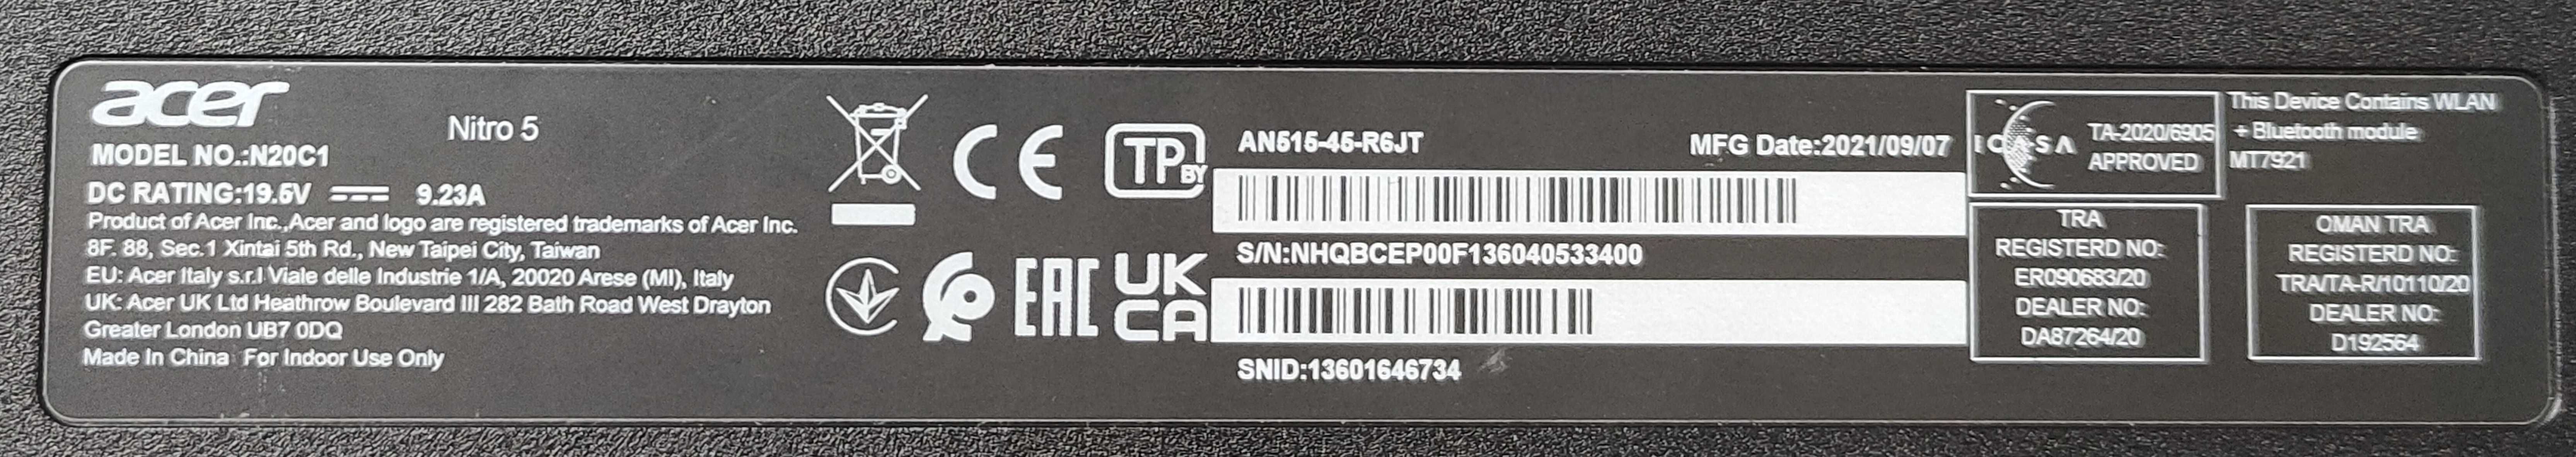 acer
Nitro 5
MODEL NO.:N20C1
DC RATING:19.5V 9.23A
Product of Acer Inc.,Acer and logo are registered trademarks of Acer Inc.
8F. 88, Sec.1 Xintai 5th Rd., New Taipei City, Taiwan
EU: Acer Italy s.r.l Viale delle Industrie 1/A, 20020 Arese (MI), Italy
UK: Acer UK Ltd Heathrow Boulevard III 282 Bath Road West Drayton
Greater London UB7 0DQ
Made In China For Indoor Use Only
CE
TP
BY
EAC
UK
CA
AN515-45-R6JT
MFG Date:2021/09/07
S/N:NHQBCEP00F136040533400
SNID:13601646734
ICASA
TA-2020/6905
APPROVED
This Device Contains WLAN
+ Bluetooth module
MT7921
TRA
REGISTERD NO:
ER090683/20
DEALER NO:
DA87264/20
OMAN TRA
REGISTERD NO:
TRA/TA-R/10110/20
DEALER NO:
D192564